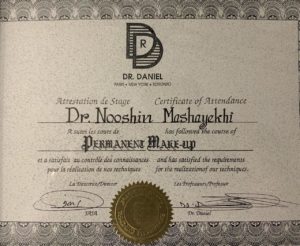 D
R
DR. DANIEL
PARIS • NEW YORK • EDMONTON
Attestation de Stage Certificate of Attendance
Dr. Nooshin Mashayekhi
A suivi les cours de has followed the course of
PERMANENT MAKE-UP
et a satisfait au contrôle des connaissances and has satisfied the requirements
pour la réalisation de nos techniques for the realization of our techniques.
La Directrice/Director Les Professeurs/Professor
Dr. Daniel